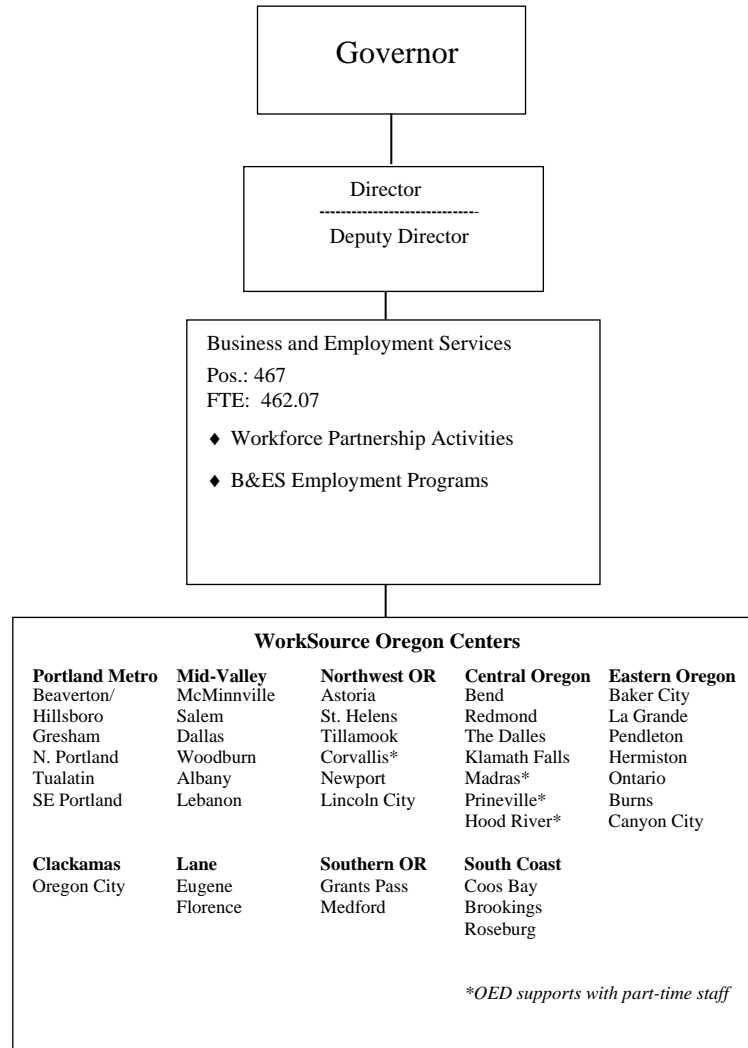 Governor
Director
------------------------------
Deputy Director
Business and Employment Services
Pos.: 467
FTE: 462.07
♦ Workforce Partnership Activities
♦ B&ES Employment Programs
WorkSource Oregon Centers
Portland Metro
Beaverton/
Hillsboro
Gresham
N. Portland
Tualatin
SE Portland
Mid-Valley
McMinnville
Salem
Dallas
Woodburn
Albany
Lebanon
Northwest OR
Astoria
St. Helens
Tillamook
Corvallis*
Newport
Lincoln City
Central Oregon
Bend
Redmond
The Dalles
Klamath Falls
Madras*
Prineville*
Hood River*
Eastern Oregon
Baker City
La Grande
Pendleton
Hermiston
Ontario
Burns
Canyon City
Clackamas
Oregon City
Lane
Eugene
Florence
Southern OR
Grants Pass
Medford
South Coast
Coos Bay
Brookings
Roseburg
*OED supports with part-time staff